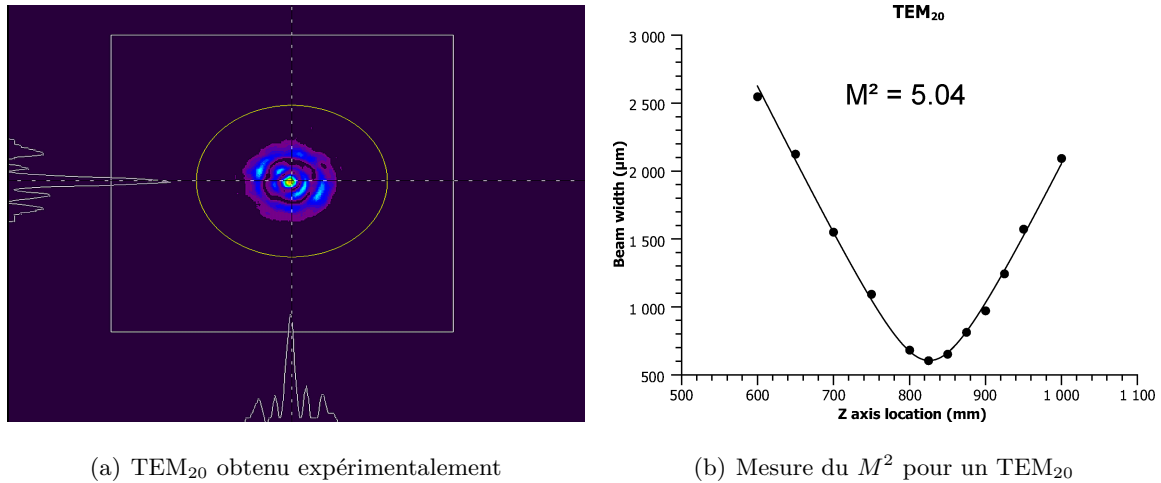 TEM₂₀
3 000
2 500
2 000
1 500
1 000
500
M² = 5.04
Beam width (µm)
500 600 700 800 900 1 000 1 100
Z axis location (mm)
(a) TEM₂₀ obtenu expérimentalement
(b) Mesure du M² pour un TEM₂₀